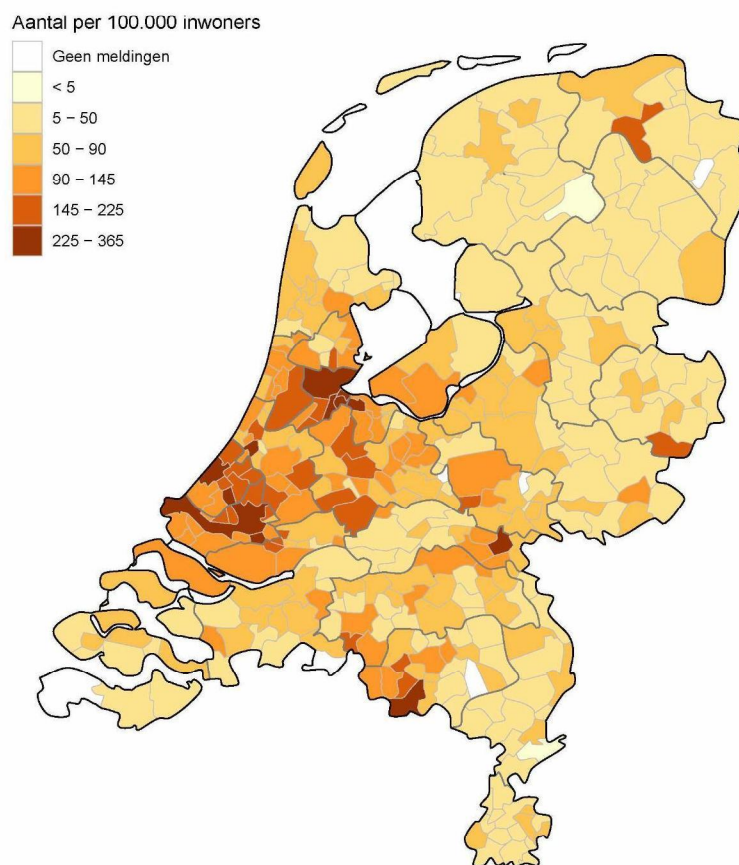 Aantal per 100.000 inwoners
Geen meldingen
< 5
5 – 50
50 – 90
90 – 145
145 – 225
225 – 365